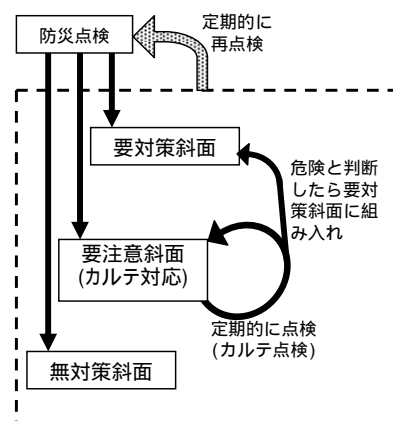 防災点検
定期的に
再点検
要対策斜面
危険と判断
したら要対
策斜面に組
み入れ
要注意斜面
(カルテ対応)
定期的に点検
(カルテ点検)
無対策斜面